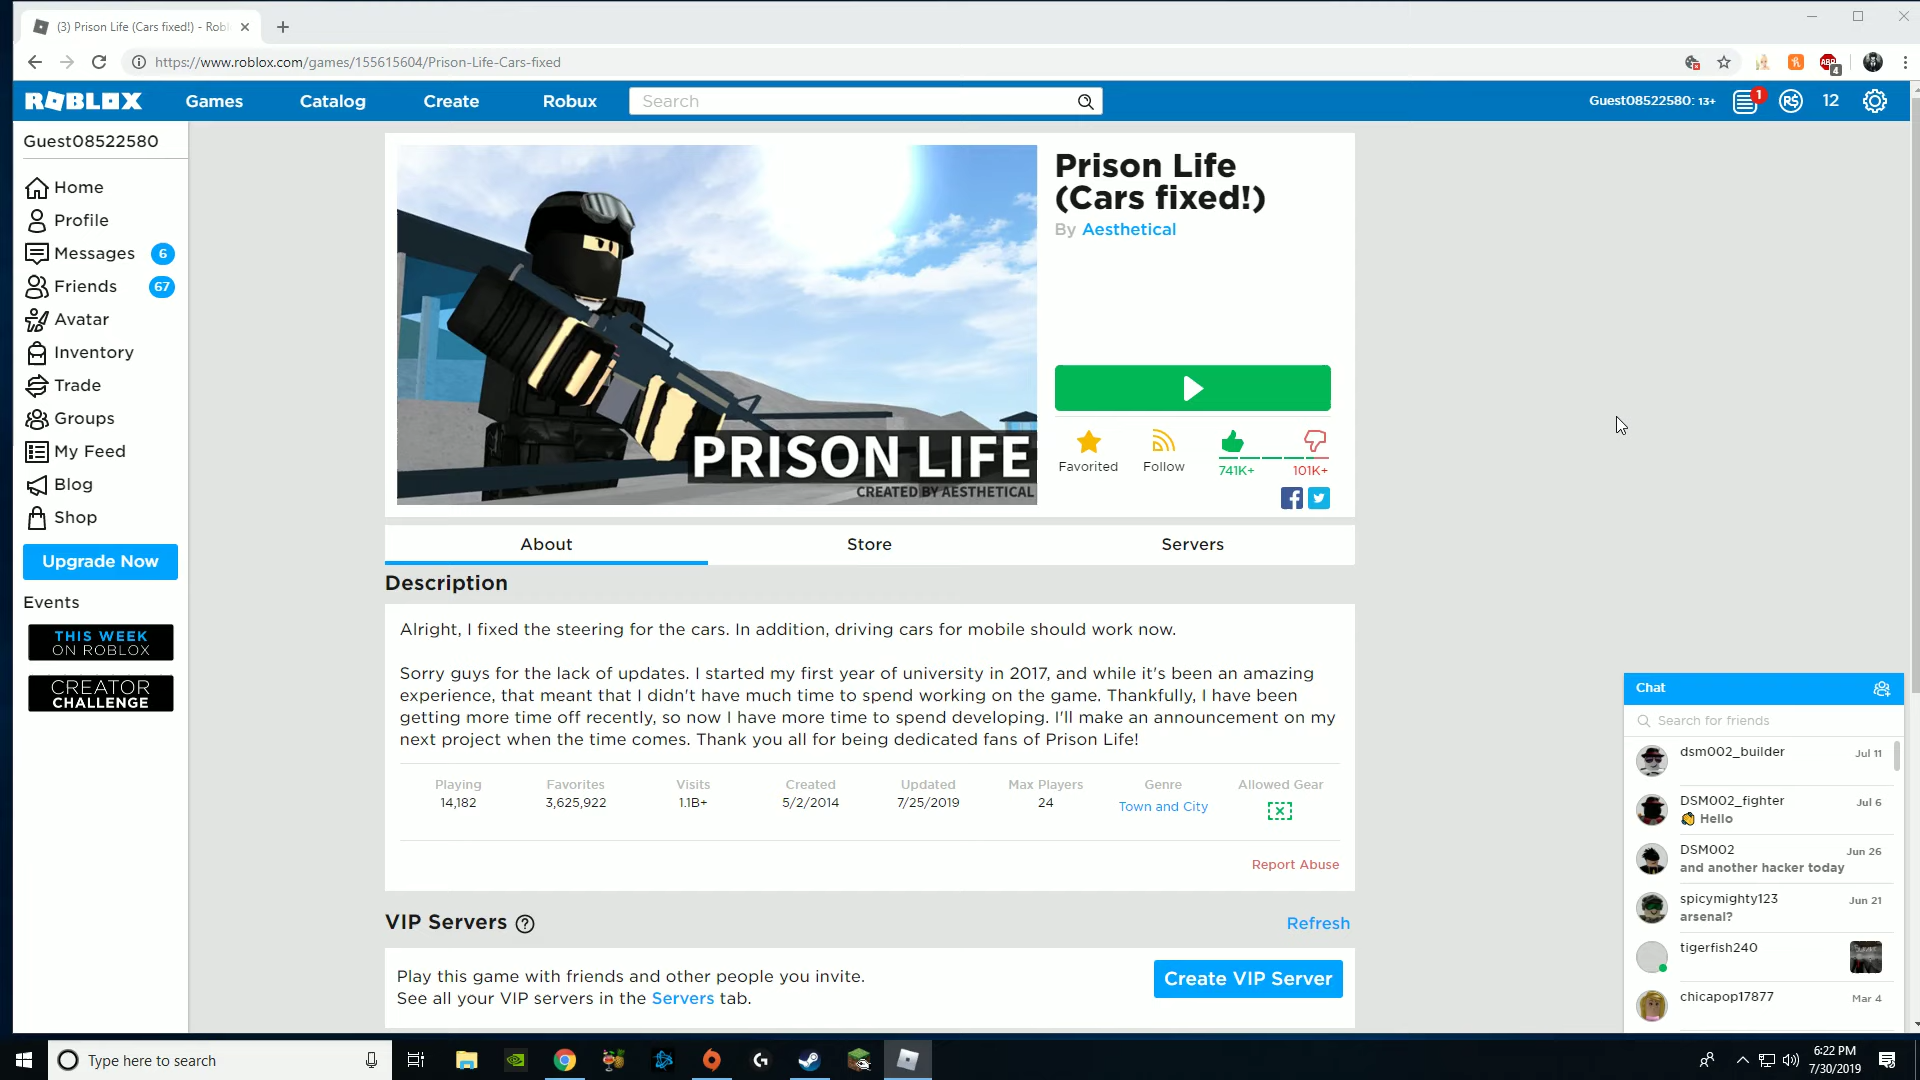 (3) Prison Life (Cars fixed!) - Rob
https://www.roblox.com/games/155615604/Prison-Life-Cars-fixed
ABP
4
ROBLOX
Games
Catalog
Create
Robux
Search
Guest08522580: 13+
1
R$
12
Guest08522580
Home
Profile
Messages
6
Friends
67
Avatar
Inventory
Trade
Groups
My Feed
Blog
Shop
Upgrade Now
Events
THIS WEEK
ON ROBLOX
CREATOR
CHALLENGE
PRISON LIFE
CREATED BY AESTHETICAL
Prison Life
(Cars fixed!)
By Aesthetical
Favorited
Follow
741K+
101K+
About
Store
Servers
Description
Alright, I fixed the steering for the cars. In addition, driving cars for mobile should work now.
Sorry guys for the lack of updates. I started my first year of university in 2017, and while it's been an amazing
experience, that meant that I didn't have much time to spend working on the game. Thankfully, I have been
getting more time off recently, so now I have more time to spend developing. I'll make an announcement on my
next project when the time comes. Thank you all for being dedicated fans of Prison Life!
Playing
14,182
Favorites
3,625,922
Visits
1.1B+
Created
5/2/2014
Updated
7/25/2019
Max Players
24
Genre
Town and City
Allowed Gear
Report Abuse
VIP Servers
Refresh
Play this game with friends and other people you invite.
See all your VIP servers in the Servers tab.
Create VIP Server
Chat
Search for friends
dsm002_builder
Jul 11
DSM002_fighter
Jul 6
👏 Hello
DSM002
Jun 26
and another hacker today
spicymighty123
Jun 21
arsenal?
tigerfish240
chicapop17877
Mar 4
Type here to search
6:22 PM
7/30/2019